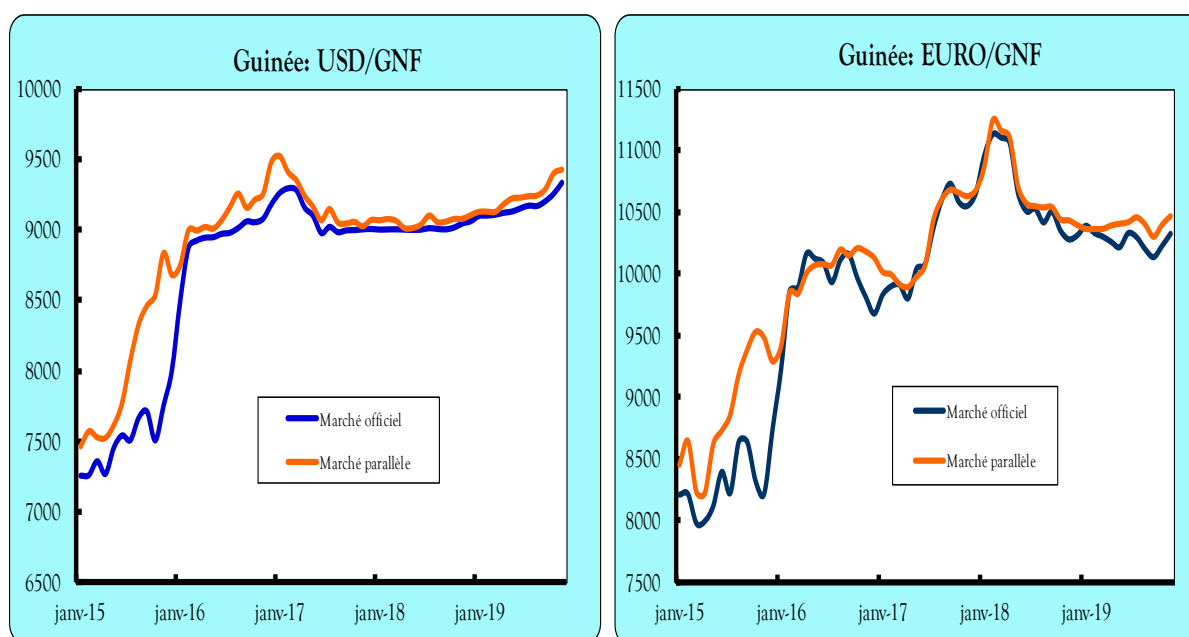 Guinée: USD/GNF
10000
9500
9000
8500
8000
7500
7000
6500
Marché officiel
Marché parallèle
janv-15 janv-16 janv-17 janv-18 janv-19
Guinée: EURO/GNF
11500
11000
10500
10000
9500
9000
8500
8000
7500
Marché officiel
Marché parallèle
janv-15 janv-16 janv-17 janv-18 janv-19